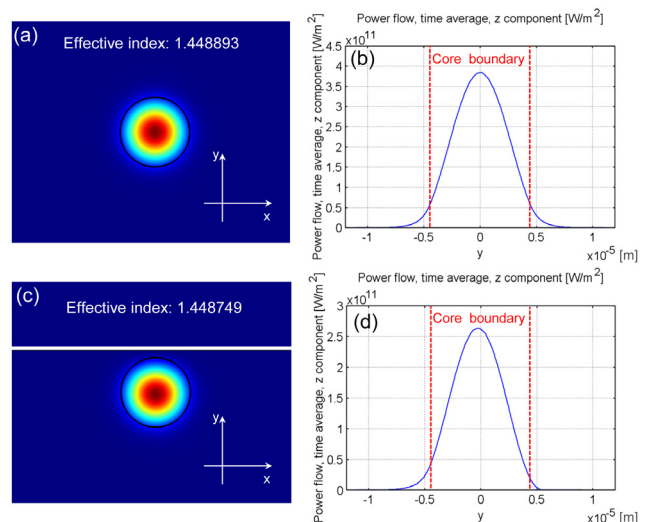 (a)
Effective index: 1.448893
y
x
Power flow, time average, z component [W/m²]
x10¹¹
(b)
Core boundary
Power flow, time average, z component [W/m²]
4.5
4
3.5
3
2.5
2
1.5
1
0.5
0
-1
-0.5
0
0.5
1
y
x10⁻⁵ [m]
(c)
Effective index: 1.448749
y
x
Power flow, time average, z component [W/m²]
x10¹¹
(d)
Core boundary
Power flow, time average, z component [W/m²]
3
2.5
2
1.5
1
0.5
0
-1
-0.5
0
0.5
1
y
x10⁻⁵ [m]